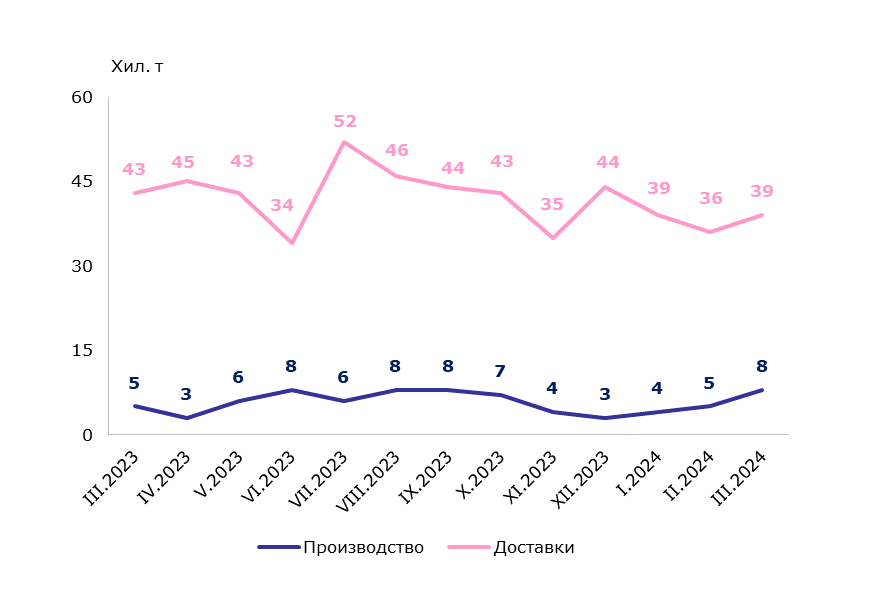 Хил. т
60
45
30
15
0
43 45 43 34 52 46 44 43 35 44 39 36 39
5 3 6 8 6 8 8 7 4 3 4 5 8
III.2023 IV.2023 V.2023 VI.2023 VII.2023 VIII.2023 IX.2023 X.2023 XI.2023 XII.2023 I.2024 II.2024 III.2024
Производство Доставки